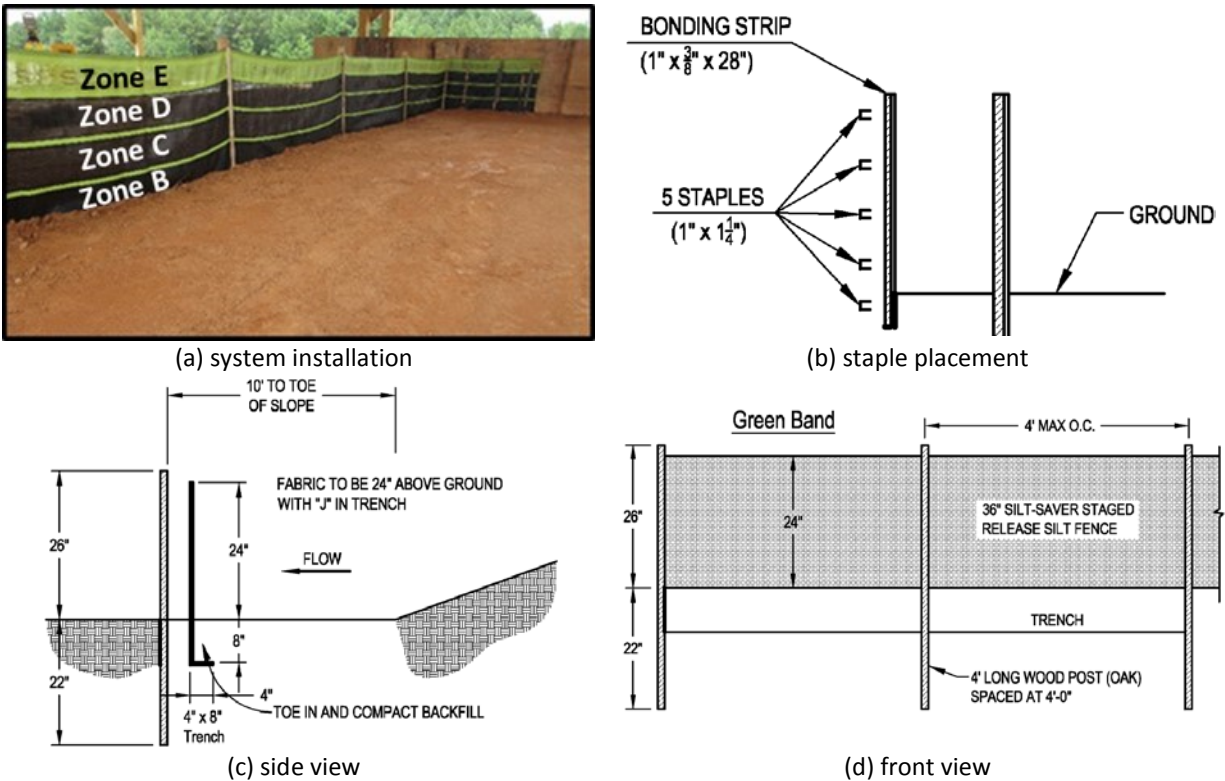 Zone E
Zone D
Zone C
Zone B
(a) system installation
BONDING STRIP
(1" x 3/8" x 28")
5 STAPLES
(1" x 1 1/4")
GROUND
(b) staple placement
10' TO TOE
OF SLOPE
FABRIC TO BE 24" ABOVE GROUND
WITH "J" IN TRENCH
26"
24"
FLOW
8"
22"
4"
4" x 8"
Trench
TOE IN AND COMPACT BACKFILL
(c) side view
Green Band
4' MAX O.C.
26"
24"
36" SILT-SAVER STAGED
RELEASE SILT FENCE
TRENCH
22"
4' LONG WOOD POST (OAK)
SPACED AT 4'-0"
(d) front view